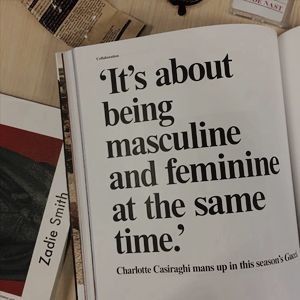 Collaboration
‘It’s about
being
masculine
and feminine
at the same
time.’
Charlotte Casiraghi mans up in this season’s Gucci
Zadie Smith